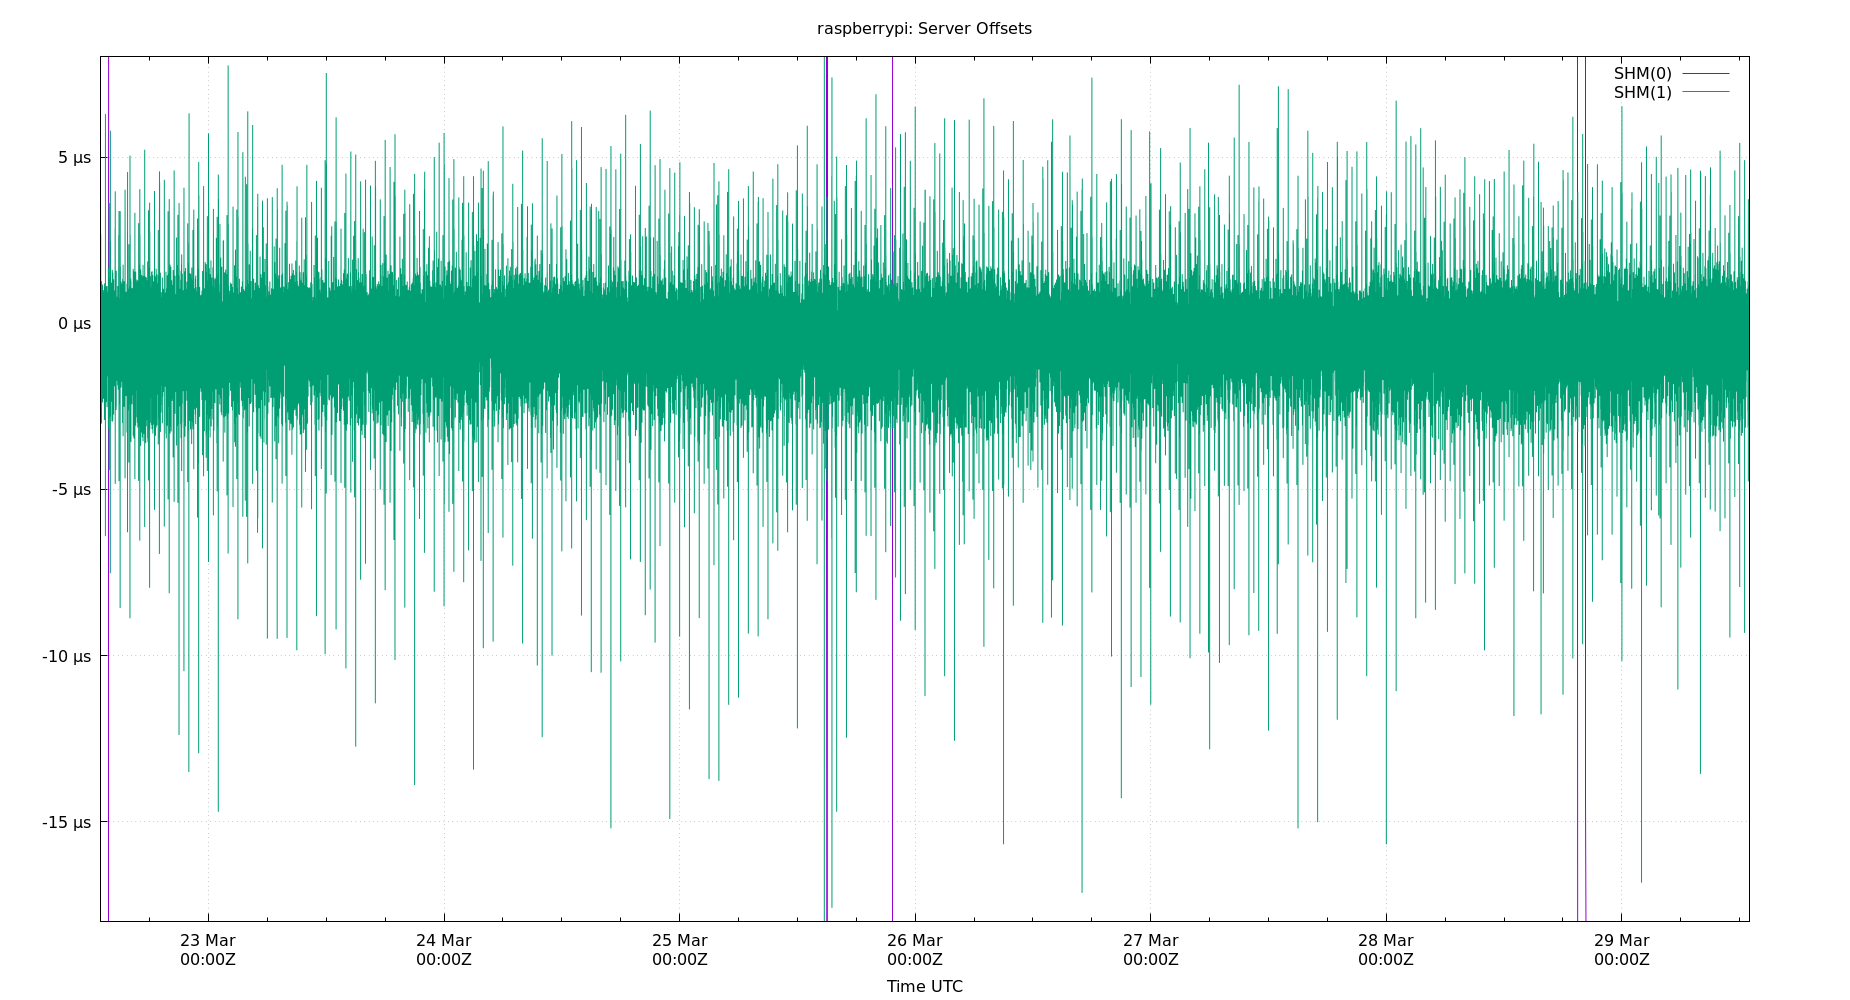 raspberrypi: Server Offsets
SHM(0)
SHM(1)
5 µs
0 µs
-5 µs
-10 µs
-15 µs
23 Mar
00:00Z
24 Mar
00:00Z
25 Mar
00:00Z
26 Mar
00:00Z
27 Mar
00:00Z
28 Mar
00:00Z
29 Mar
00:00Z
Time UTC